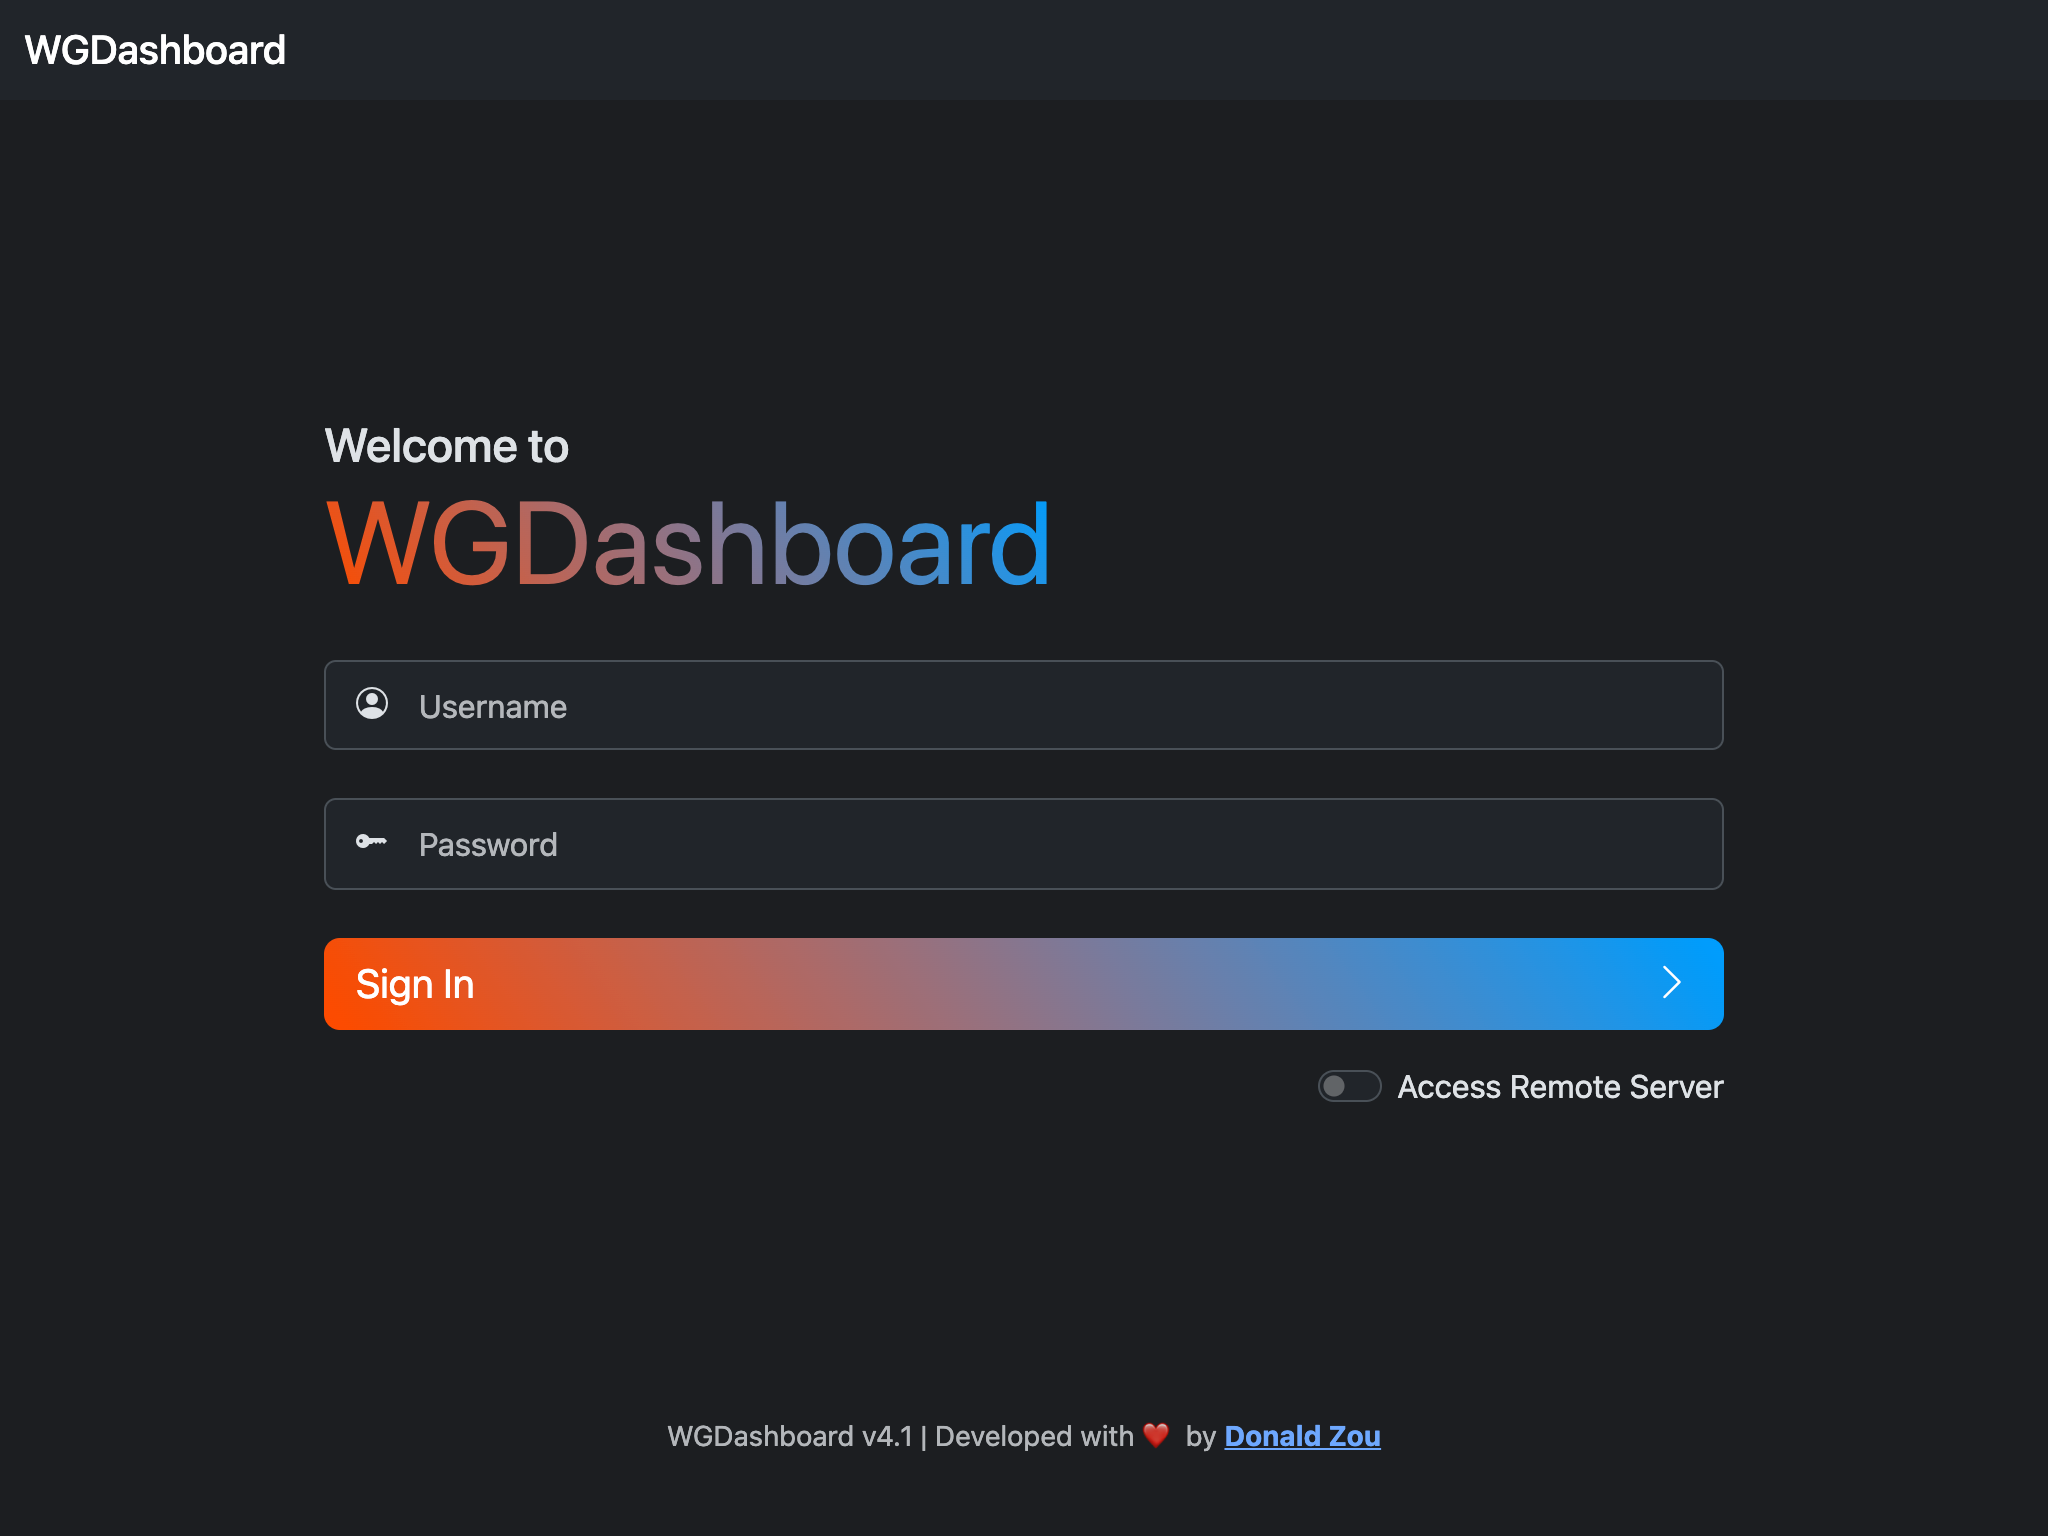 WGDashboard
Welcome to
WGDashboard
Username
Password
Sign In
Access Remote Server
WGDashboard v4.1 | Developed with ❤️ by Donald Zou